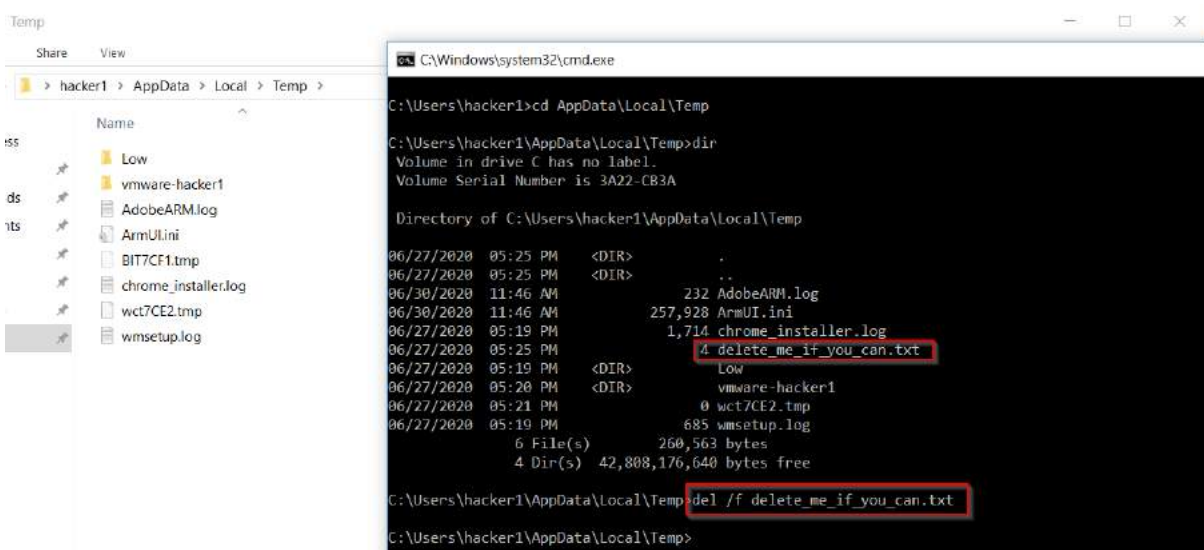 Temp
Share View
> hacker1 > AppData > Local > Temp >
Name
ess
ds
nts
Low
vmware-hacker1
AdobeARM.log
ArmUI.ini
BIT7CF1.tmp
chrome_installer.log
wct7CE2.tmp
wmsetup.log
C:\Windows\system32\cmd.exe
C:\Users\hacker1>cd AppData\Local\Temp
C:\Users\hacker1\AppData\Local\Temp>dir
Volume in drive C has no label.
Volume Serial Number is 3A22-CB3A
Directory of C:\Users\hacker1\AppData\Local\Temp
06/27/2020 05:25 PM <DIR> .
06/27/2020 05:25 PM <DIR> ..
06/30/2020 11:46 AM 232 AdobeARM.log
06/30/2020 11:46 AM 257,928 ArmUI.ini
06/27/2020 05:19 PM 1,714 chrome_installer.log
06/27/2020 05:25 PM 4 delete_me_if_you_can.txt
06/27/2020 05:19 PM <DIR> Low
06/27/2020 05:20 PM <DIR> vmware-hacker1
06/27/2020 05:21 PM 0 wct7CE2.tmp
06/27/2020 05:19 PM 685 wmsetup.log
6 File(s) 260,563 bytes
4 Dir(s) 42,808,176,640 bytes free
C:\Users\hacker1\AppData\Local\Temp>del /f delete_me_if_you_can.txt
C:\Users\hacker1\AppData\Local\Temp>